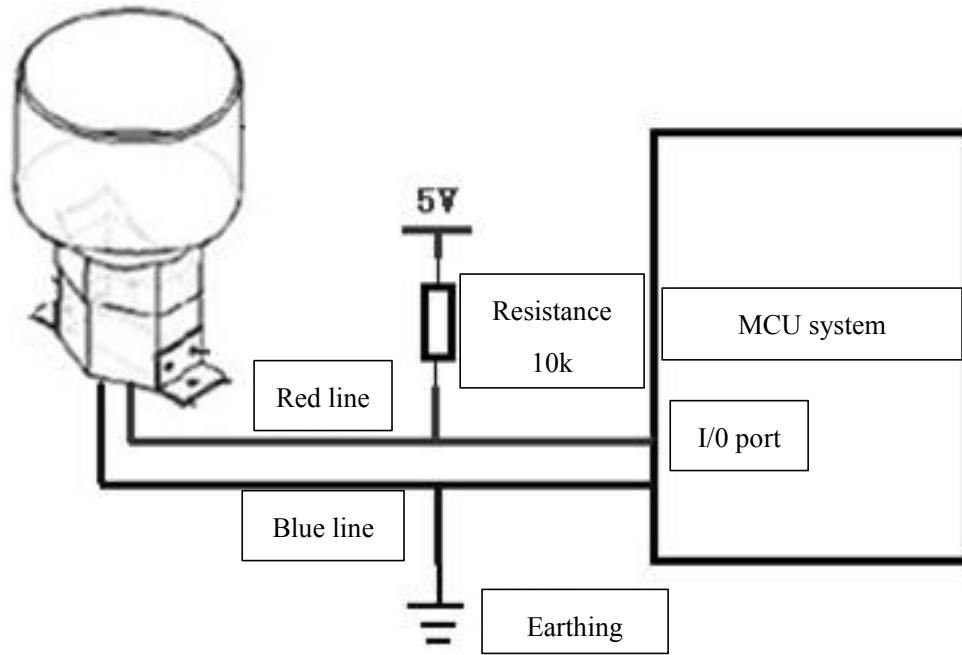 5V
Resistance
10k
MCU system
Red line
I/0 port
Blue line
Earthing